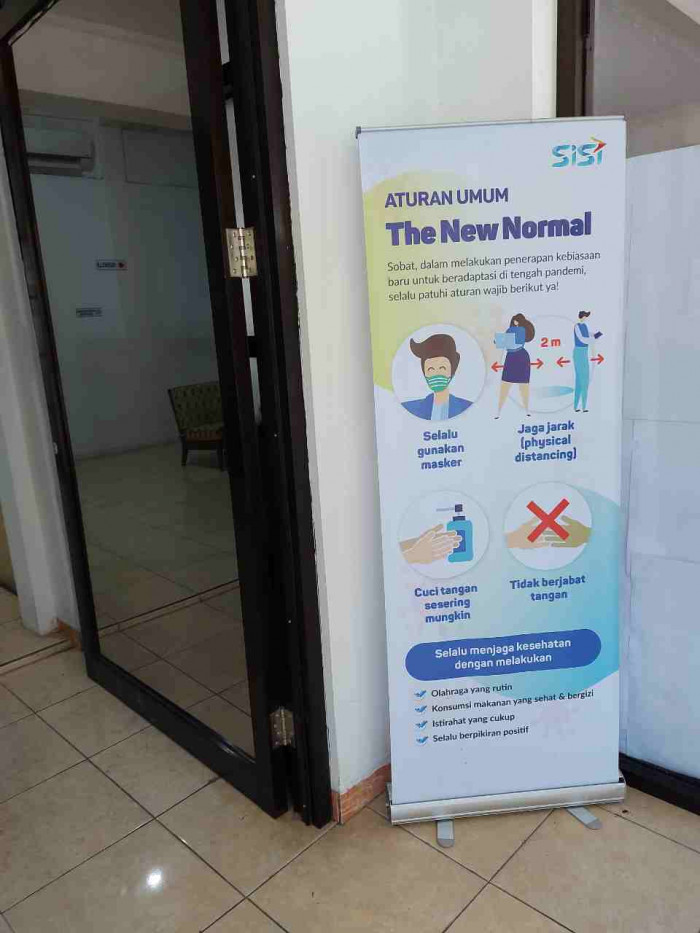 SISI
ATURAN UMUM
The New Normal
Sobat, dalam melakukan penerapan kebiasaan
baru untuk beradaptasi di tengah pandemi,
selalu patuhi aturan wajib berikut ya!
2 m
Selalu
gunakan
masker
Jaga jarak
(physical
distancing)
Cuci tangan
sesering
mungkin
Tidak berjabat
tangan
Selalu menjaga kesehatan
dengan melakukan
Olahraga yang rutin
Konsumsi makanan yang sehat & bergizi
Istirahat yang cukup
Selalu berpikiran positif